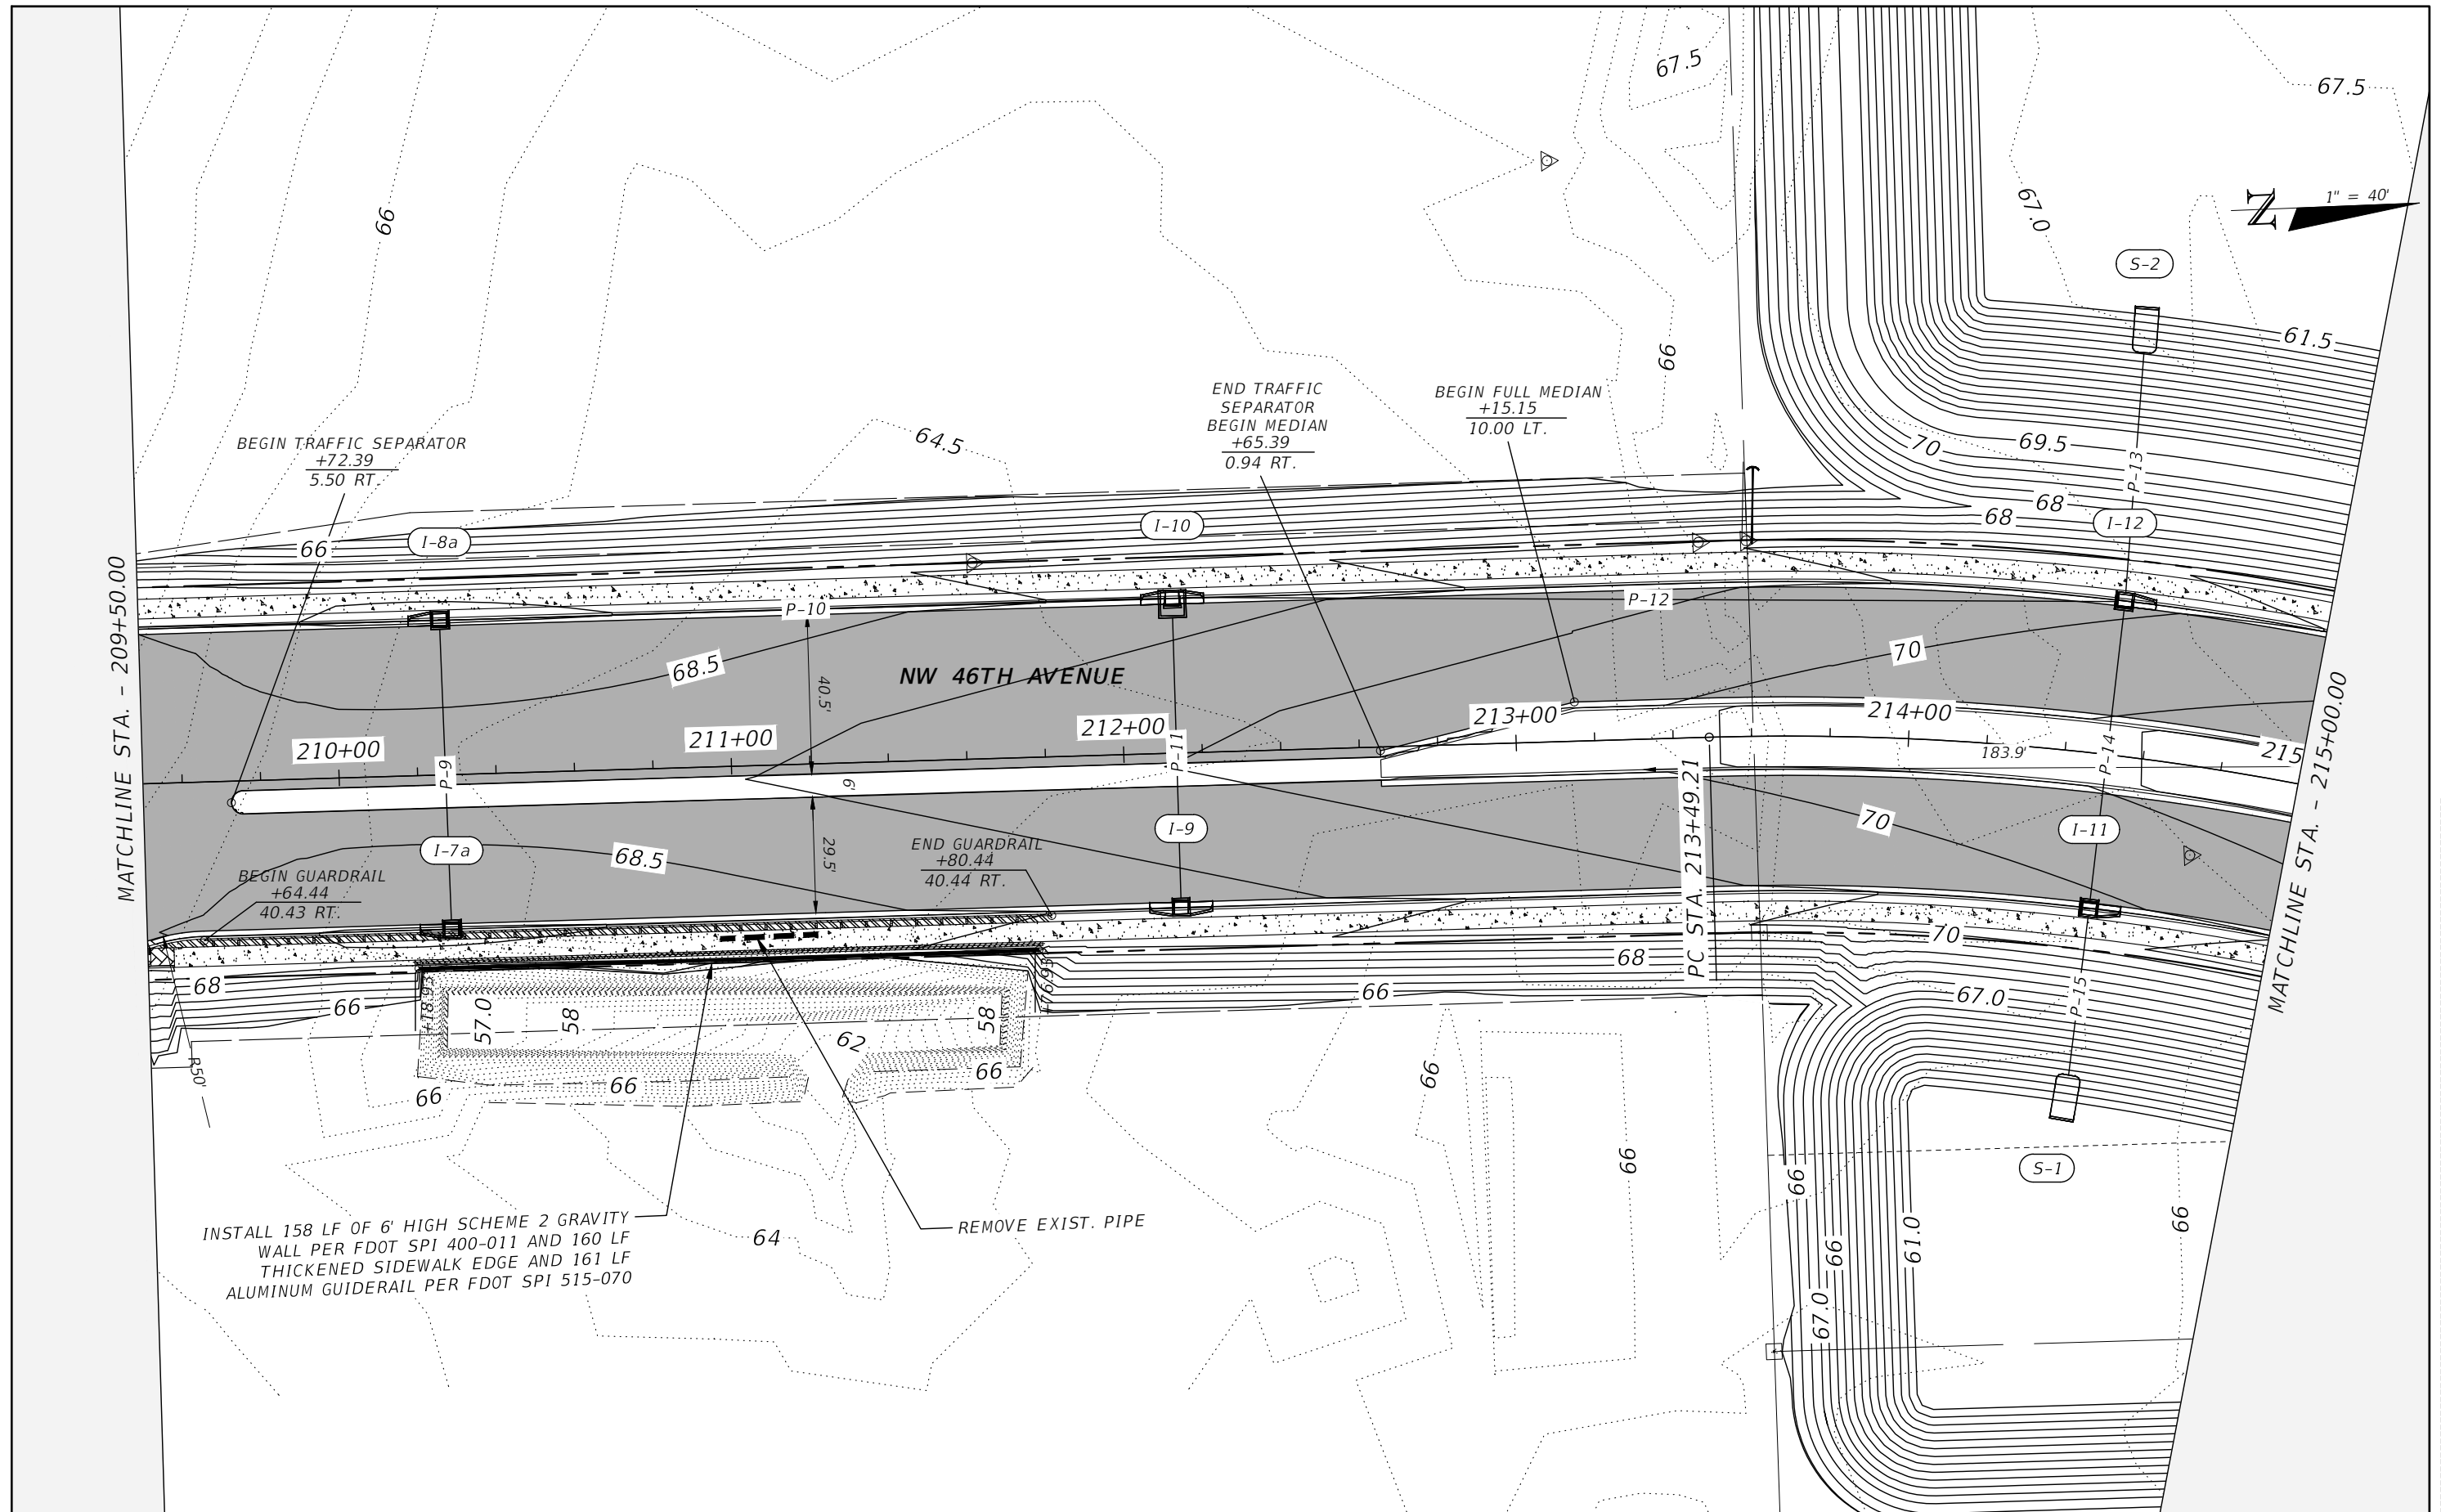 67.5
67.5
66
67.0
1" = 40'
N
S-2
61.5
66
END TRAFFIC
SEPARATOR
BEGIN MEDIAN
+65.39
0.94 RT.
BEGIN FULL MEDIAN
+15.15
10.00 LT.
BEGIN TRAFFIC SEPARATOR
+72.39
5.50 RT.
64.5
70
69.5
P-13
68
68
I-12
I-10
I-8a
66
P-10
P-12
MATCHLINE STA. - 209+50.00
68.5
40.5'
NW 46TH AVENUE
70
210+00
211+00
212+00
213+00
214+00
215
P-9
P-11
P-14
183.9'
6'
MATCHLINE STA. - 215+00.00
PC STA. 213+49.21
I-7a
68.5
29.5'
I-9
70
I-11
END GUARDRAIL
+80.44
40.44 RT.
BEGIN GUARDRAIL
+64.44
40.43 RT.
70
68
68
66
66
+18.93
+76.93
57.0
58
58
62
67.0
P-15
R50'
66
66
66
66
66
S-1
66
66
66
61.0
67.0
64
INSTALL 158 LF OF 6' HIGH SCHEME 2 GRAVITY
WALL PER FDOT SPI 400-011 AND 160 LF
THICKENED SIDEWALK EDGE AND 161 LF
ALUMINUM GUIDERAIL PER FDOT SPI 515-070
REMOVE EXIST. PIPE